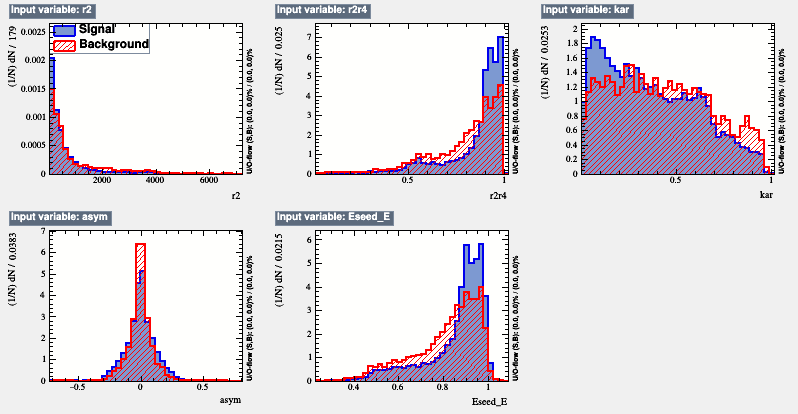 Input variable: r2
(1/N) dN / 179
0.0025
0.002
0.0015
0.001
0.0005
0
2000
4000
6000
r2
U/O-flow (S,B): (0.0, 0.0)% / (0.0, 0.0)%
Signal
Background
Input variable: r2r4
(1/N) dN / 0.025
7
6
5
4
3
2
1
0
0.5
1
r2r4
U/O-flow (S,B): (0.0, 0.0)% / (0.0, 0.0)%
Input variable: kar
(1/N) dN / 0.0253
2
1.8
1.6
1.4
1.2
1
0.8
0.6
0.4
0.2
0
0.5
1
kar
U/O-flow (S,B): (0.0, 0.0)% / (0.0, 0.0)%
Input variable: asym
(1/N) dN / 0.0383
7
6
5
4
3
2
1
0
−0.5
0
0.5
asym
U/O-flow (S,B): (0.0, 0.0)% / (0.0, 0.0)%
Input variable: Eseed_E
(1/N) dN / 0.0215
6
5
4
3
2
1
0
0.4
0.6
0.8
1
Eseed_E
U/O-flow (S,B): (0.0, 0.0)% / (0.0, 0.0)%